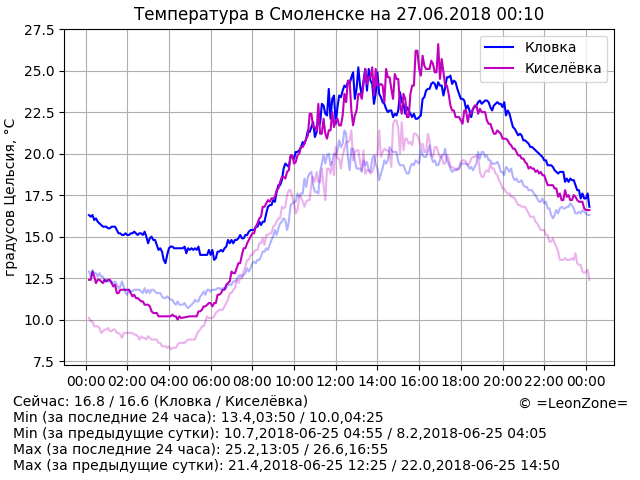 Температура в Смоленске на 27.06.2018 00:10
градусов Цельсия, °C
27.5
25.0
22.5
20.0
17.5
15.0
12.5
10.0
7.5
Кловка
Киселёвка
00:00 02:00 04:00 06:00 08:00 10:00 12:00 14:00 16:00 18:00 20:00 22:00 00:00
Сейчас: 16.8 / 16.6 (Кловка / Киселёвка)
© =LeonZone=
Min (за последние 24 часа): 13.4,03:50 / 10.0,04:25
Min (за предыдущие сутки): 10.7,2018-06-25 04:55 / 8.2,2018-06-25 04:05
Max (за последние 24 часа): 25.2,13:05 / 26.6,16:55
Max (за предыдущие сутки): 21.4,2018-06-25 12:25 / 22.0,2018-06-25 14:50